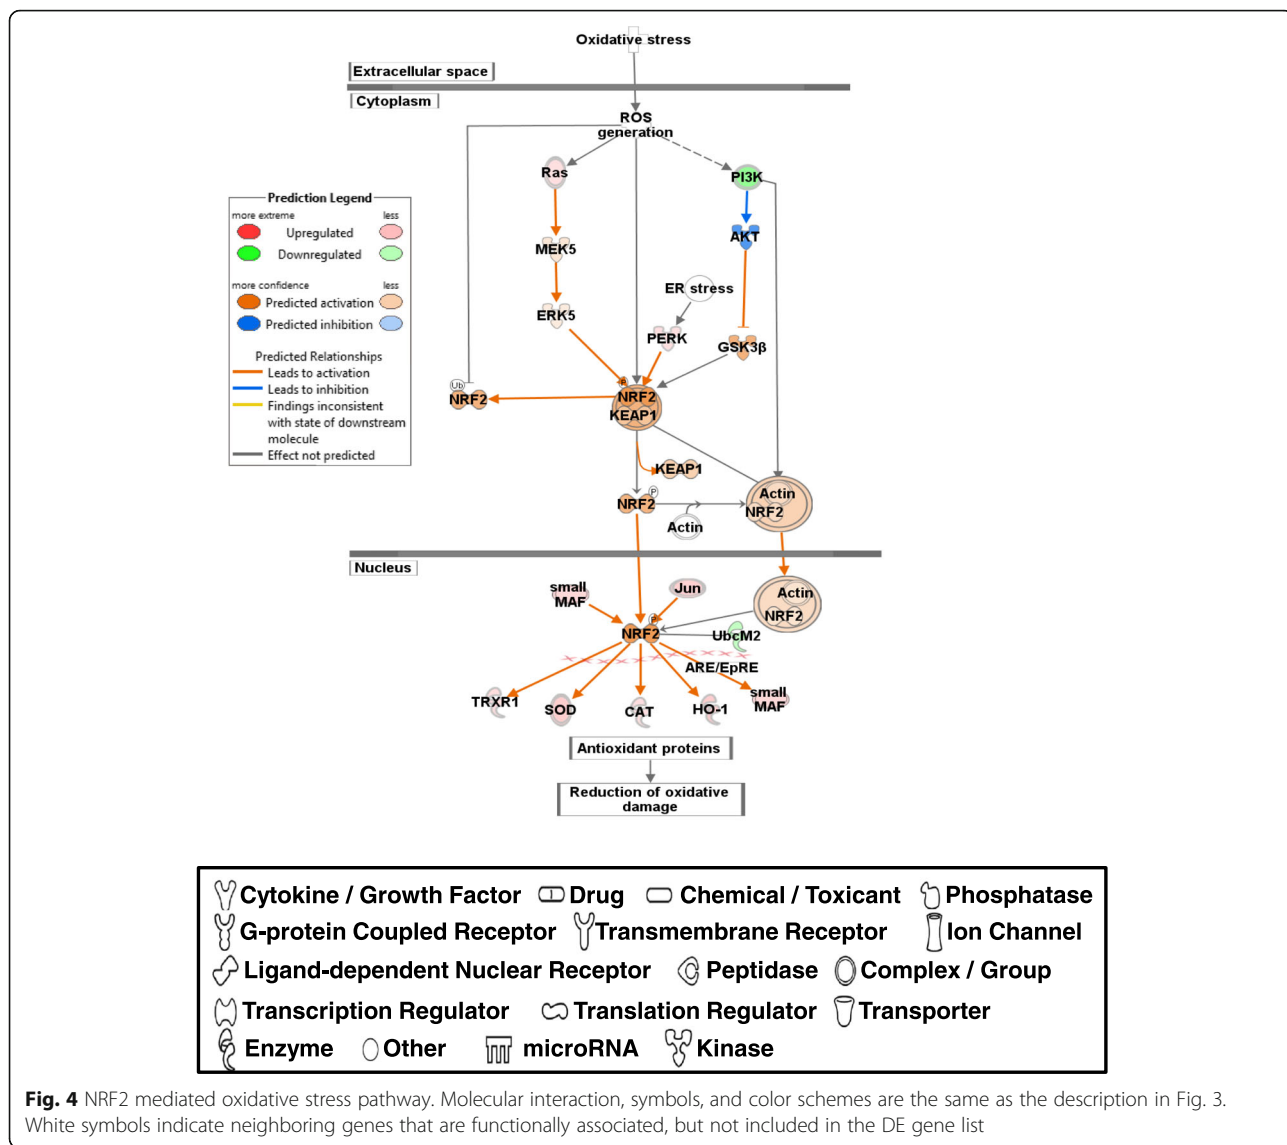 Oxidative stress
Extracellular space
Cytoplasm
ROS
generation
Ras
PI3K
Prediction Legend
more extreme less
Upregulated
Downregulated
more confidence less
Predicted activation
Predicted inhibition
Predicted Relationships
Leads to activation
Leads to inhibition
Findings inconsistent
with state of downstream
molecule
Effect not predicted
MEK5
AKT
ER stress
ERK5
PERK
GSK3β
Ub
NRF2
P
NRF2
KEAP1
KEAP1
P
NRF2
Actin
Actin
NRF2
Nucleus
small
MAF
Jun
Actin
NRF2
P
NRF2
UbcM2
ARE/EpRE
TRXR1
SOD
CAT
HO-1
small
MAF
Antioxidant proteins
Reduction of oxidative
damage
Cytokine / Growth Factor Drug Chemical / Toxicant Phosphatase
G-protein Coupled Receptor Transmembrane Receptor Ion Channel
Ligand-dependent Nuclear Receptor Peptidase Complex / Group
Transcription Regulator Translation Regulator Transporter
Enzyme Other microRNA Kinase
Fig. 4 NRF2 mediated oxidative stress pathway. Molecular interaction, symbols, and color schemes are the same as the description in Fig. 3.
White symbols indicate neighboring genes that are functionally associated, but not included in the DE gene list